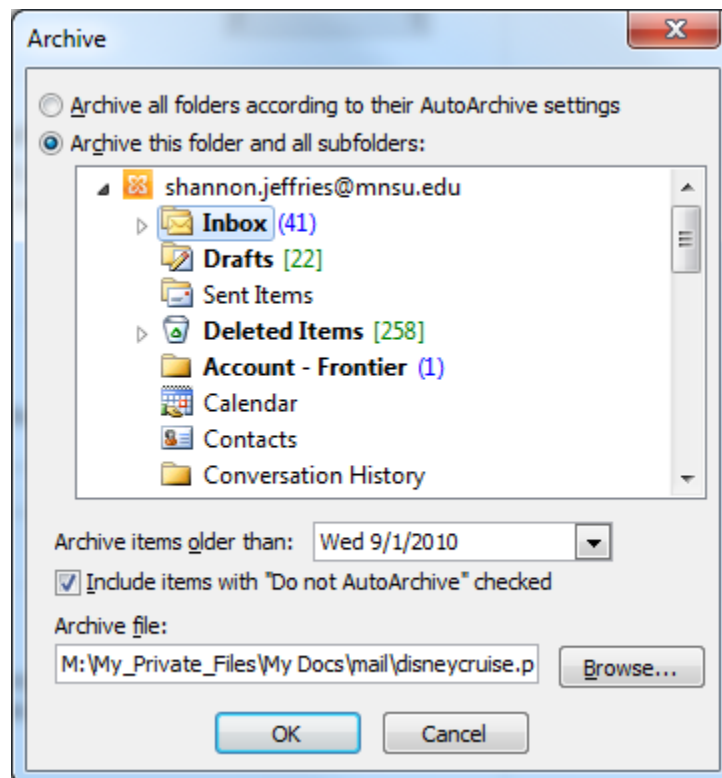 Archive
Archive all folders according to their AutoArchive settings
Archive this folder and all subfolders:
shannon.jeffries@mnsu.edu
Inbox (41)
Drafts [22]
Sent Items
Deleted Items [258]
Account - Frontier (1)
Calendar
Contacts
Conversation History
Archive items older than: Wed 9/1/2010
Include items with "Do not AutoArchive" checked
Archive file:
M:\My_Private_Files\My Docs\mail\disneycruise.p Browse...
OK Cancel